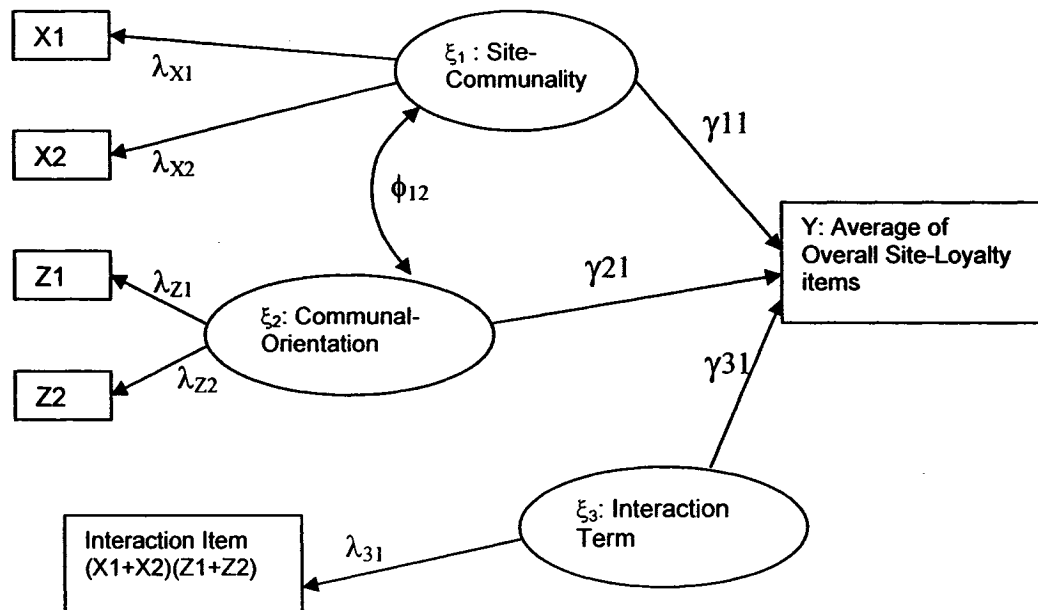 X1
λX1
ξ1 : Site-
Communality
γ11
X2
λX2
ϕ12
Y: Average of
Overall Site-Loyalty
items
Z1
λZ1
γ21
ξ2: Communal-
Orientation
Z2
λZ2
γ31
ξ3: Interaction
Term
Interaction Item
(X1+X2)(Z1+Z2)
λ31